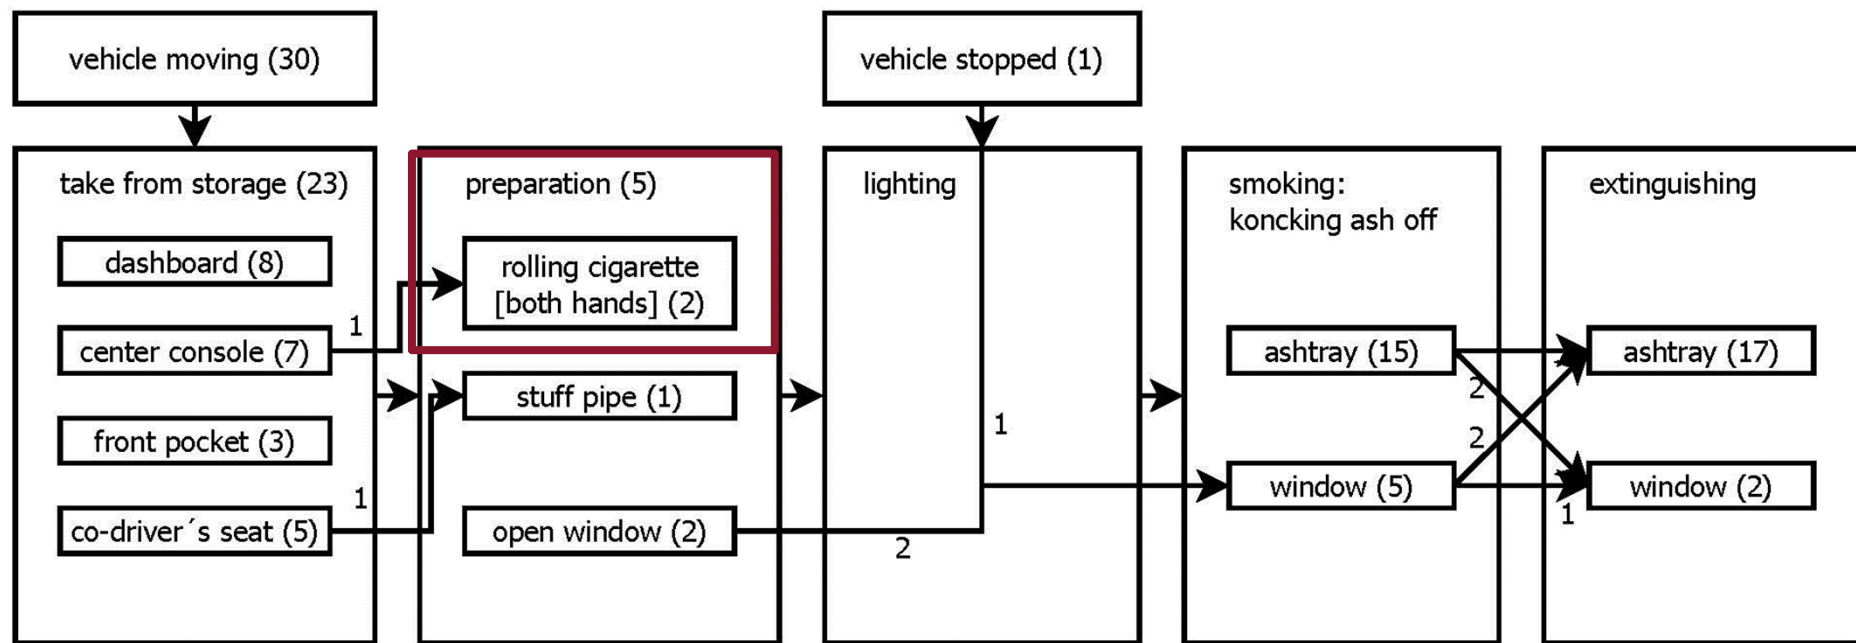 vehicle moving (30)
vehicle stopped (1)
take from storage (23)
dashboard (8)
center console (7)
front pocket (3)
co-driver´s seat (5)
1
1
preparation (5)
rolling cigarette
[both hands] (2)
stuff pipe (1)
open window (2)
lighting
1
2
smoking:
koncking ash off
ashtray (15)
window (5)
2
2
extinguishing
ashtray (17)
window (2)
1